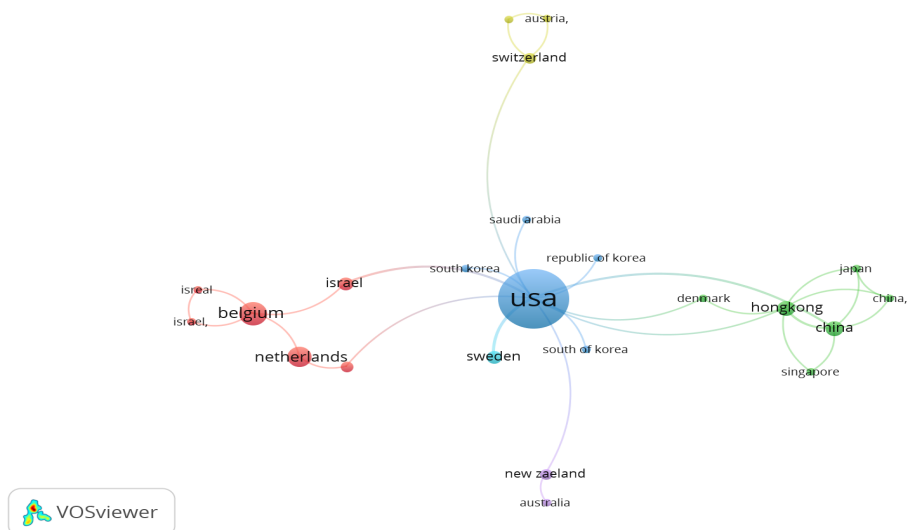 austria,
switzerland
saudi arabia
republic of korea
south korea
japan
israel
isreal
usa
denmark
china,
hongkong
belgium
israel,
china
south of korea
netherlands
sweden
singapore
new zaeland
australia
VOSviewer